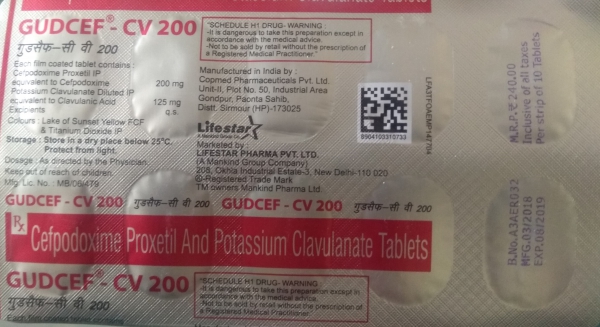 Clavulanate Tablets
GUDCEF® - CV 200
गुडसैफ-सी वी 200
Each film coated tablet contains :
Cefpodoxime Proxetil IP
equivalent to Cefpodoxime 200 mg
Potassium Clavulanate Diluted IP
equivalent to Clavulanic Acid 125 mg
Excipients q.s.
Colours : Lake of Sunset Yellow FCF
& Titanium Dioxide IP
Storage : Store in a dry place below 25°C.
Protect from light.
Dosage : As directed by the Physician.
Keep out of reach of children.
Mfg. Lic. No. : MB/06/479
"SCHEDULE H1 DRUG- WARNING
-It is dangerous to take this preparation except in
accordance with the medical advice.
-Not to be sold by retail without the prescription of
a Registered Medical Practitioner."
Manufactured in India by :
Copmed Pharmaceuticals Pvt. Ltd.
Unit-II, Plot No. 50, Industrial Area
Gondpur, Paonta Sahib,
Distt. Sirmour (HP)-173025
Lifestar
A Mankind Group Co.
Marketed by :
LIFESTAR PHARMA PVT. LTD.
(A Mankind Group Company)
208, Okhla Industrial Estate-3, New Delhi-110 020
®-Registered Trade Mark
TM owners Mankind Pharma Ltd.
M.R.P.₹ 240.00
Inclusive of all taxes
Per strip of 10 Tablets
GUDCEF - CV 200 गुडसैफ-सी वी 200 GUDCEF - CV 200 गुडसैफ-सी वी 200
Rx Cefpodoxime Proxetil And Potassium Clavulanate Tablets
B.No.A3AER032
MFG.03/2018
EXP.08/2019
GUDCEF® - CV 200
गुडसैफ-सी वी 200
Each film coated tablet
"SCHEDULE H1 DRUG- WARNING
-It is dangerous to take this preparation except in
accordance with the medical advice.
-Not to be sold by retail without the prescription of
a Registered Medical Practitioner."